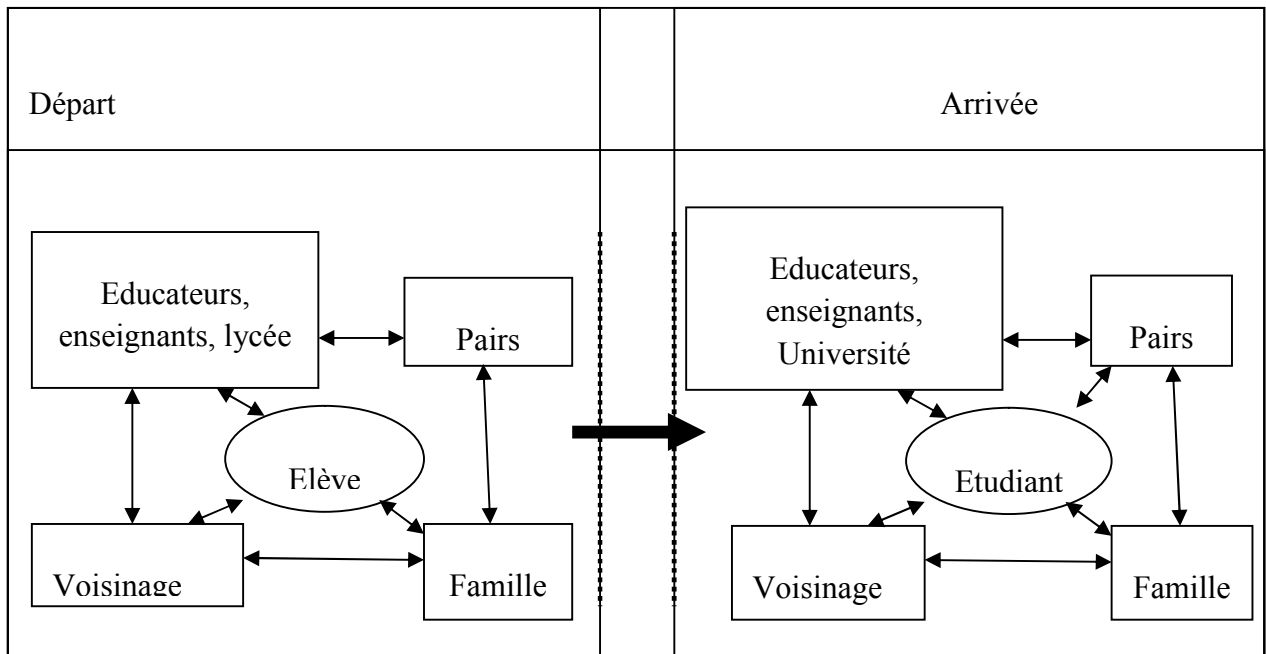 Départ
Arrivée
Educateurs,
enseignants, lycée
Pairs
Elève
Voisinage
Famille
Educateurs,
enseignants,
Université
Pairs
Etudiant
Voisinage
Famille